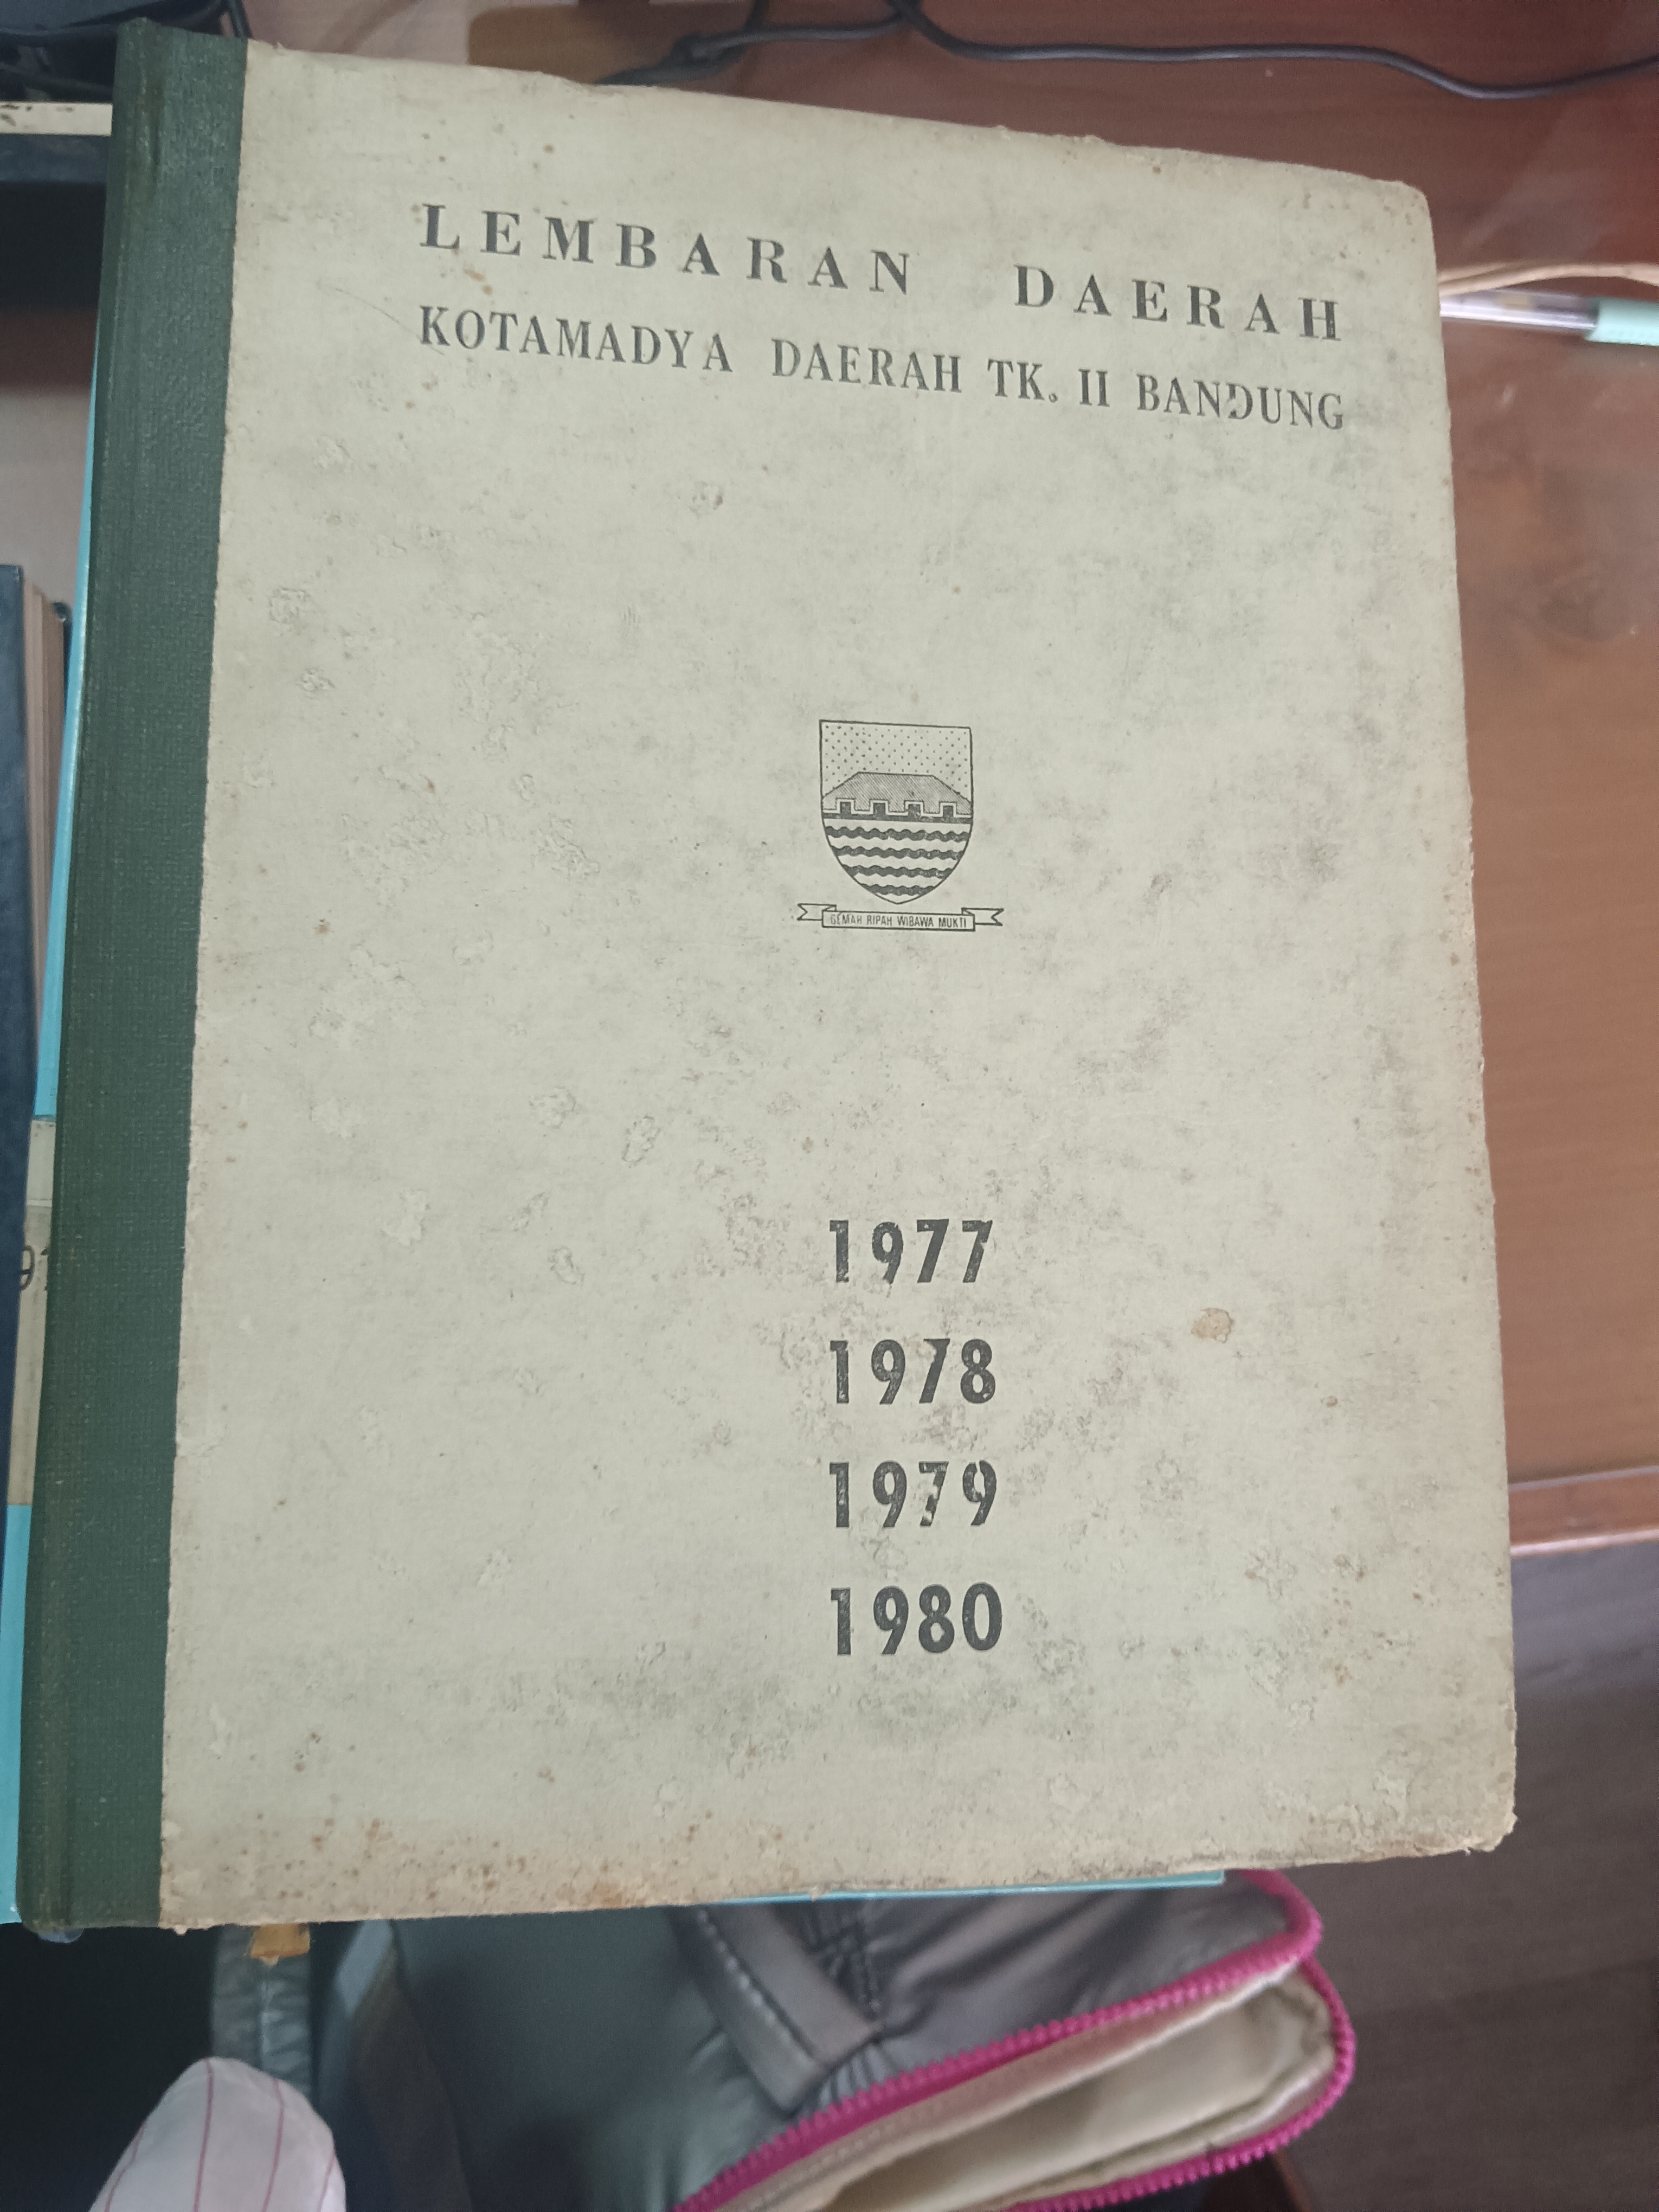 LEMBARAN DAERAH
KOTAMADYA DAERAH TK. II BANDUNG
GEMAH RIPAH WIBAWA MUKTI
1977
1978
1979
1980